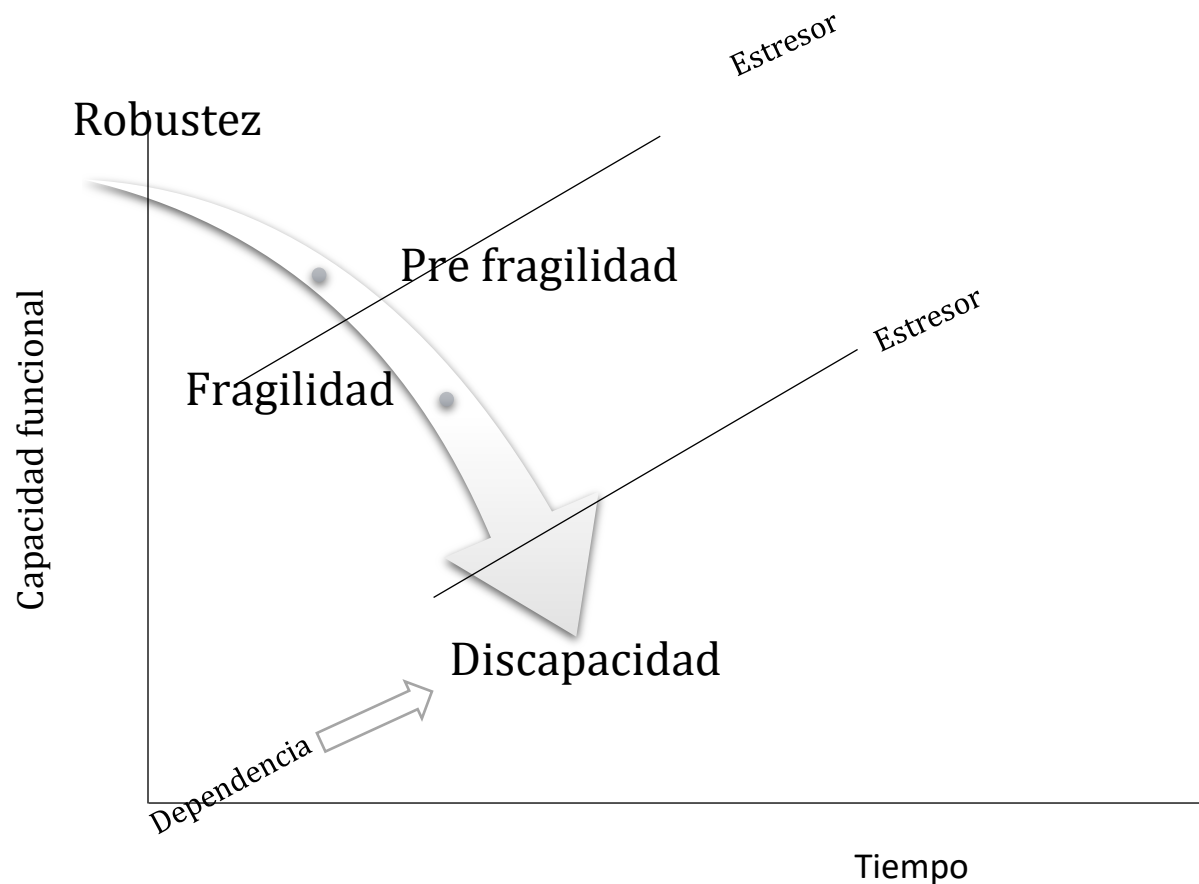 Estresor
Robustez
Pre fragilidad
Estresor
Fragilidad
Capacidad funcional
Discapacidad
Dependencia
Tiempo